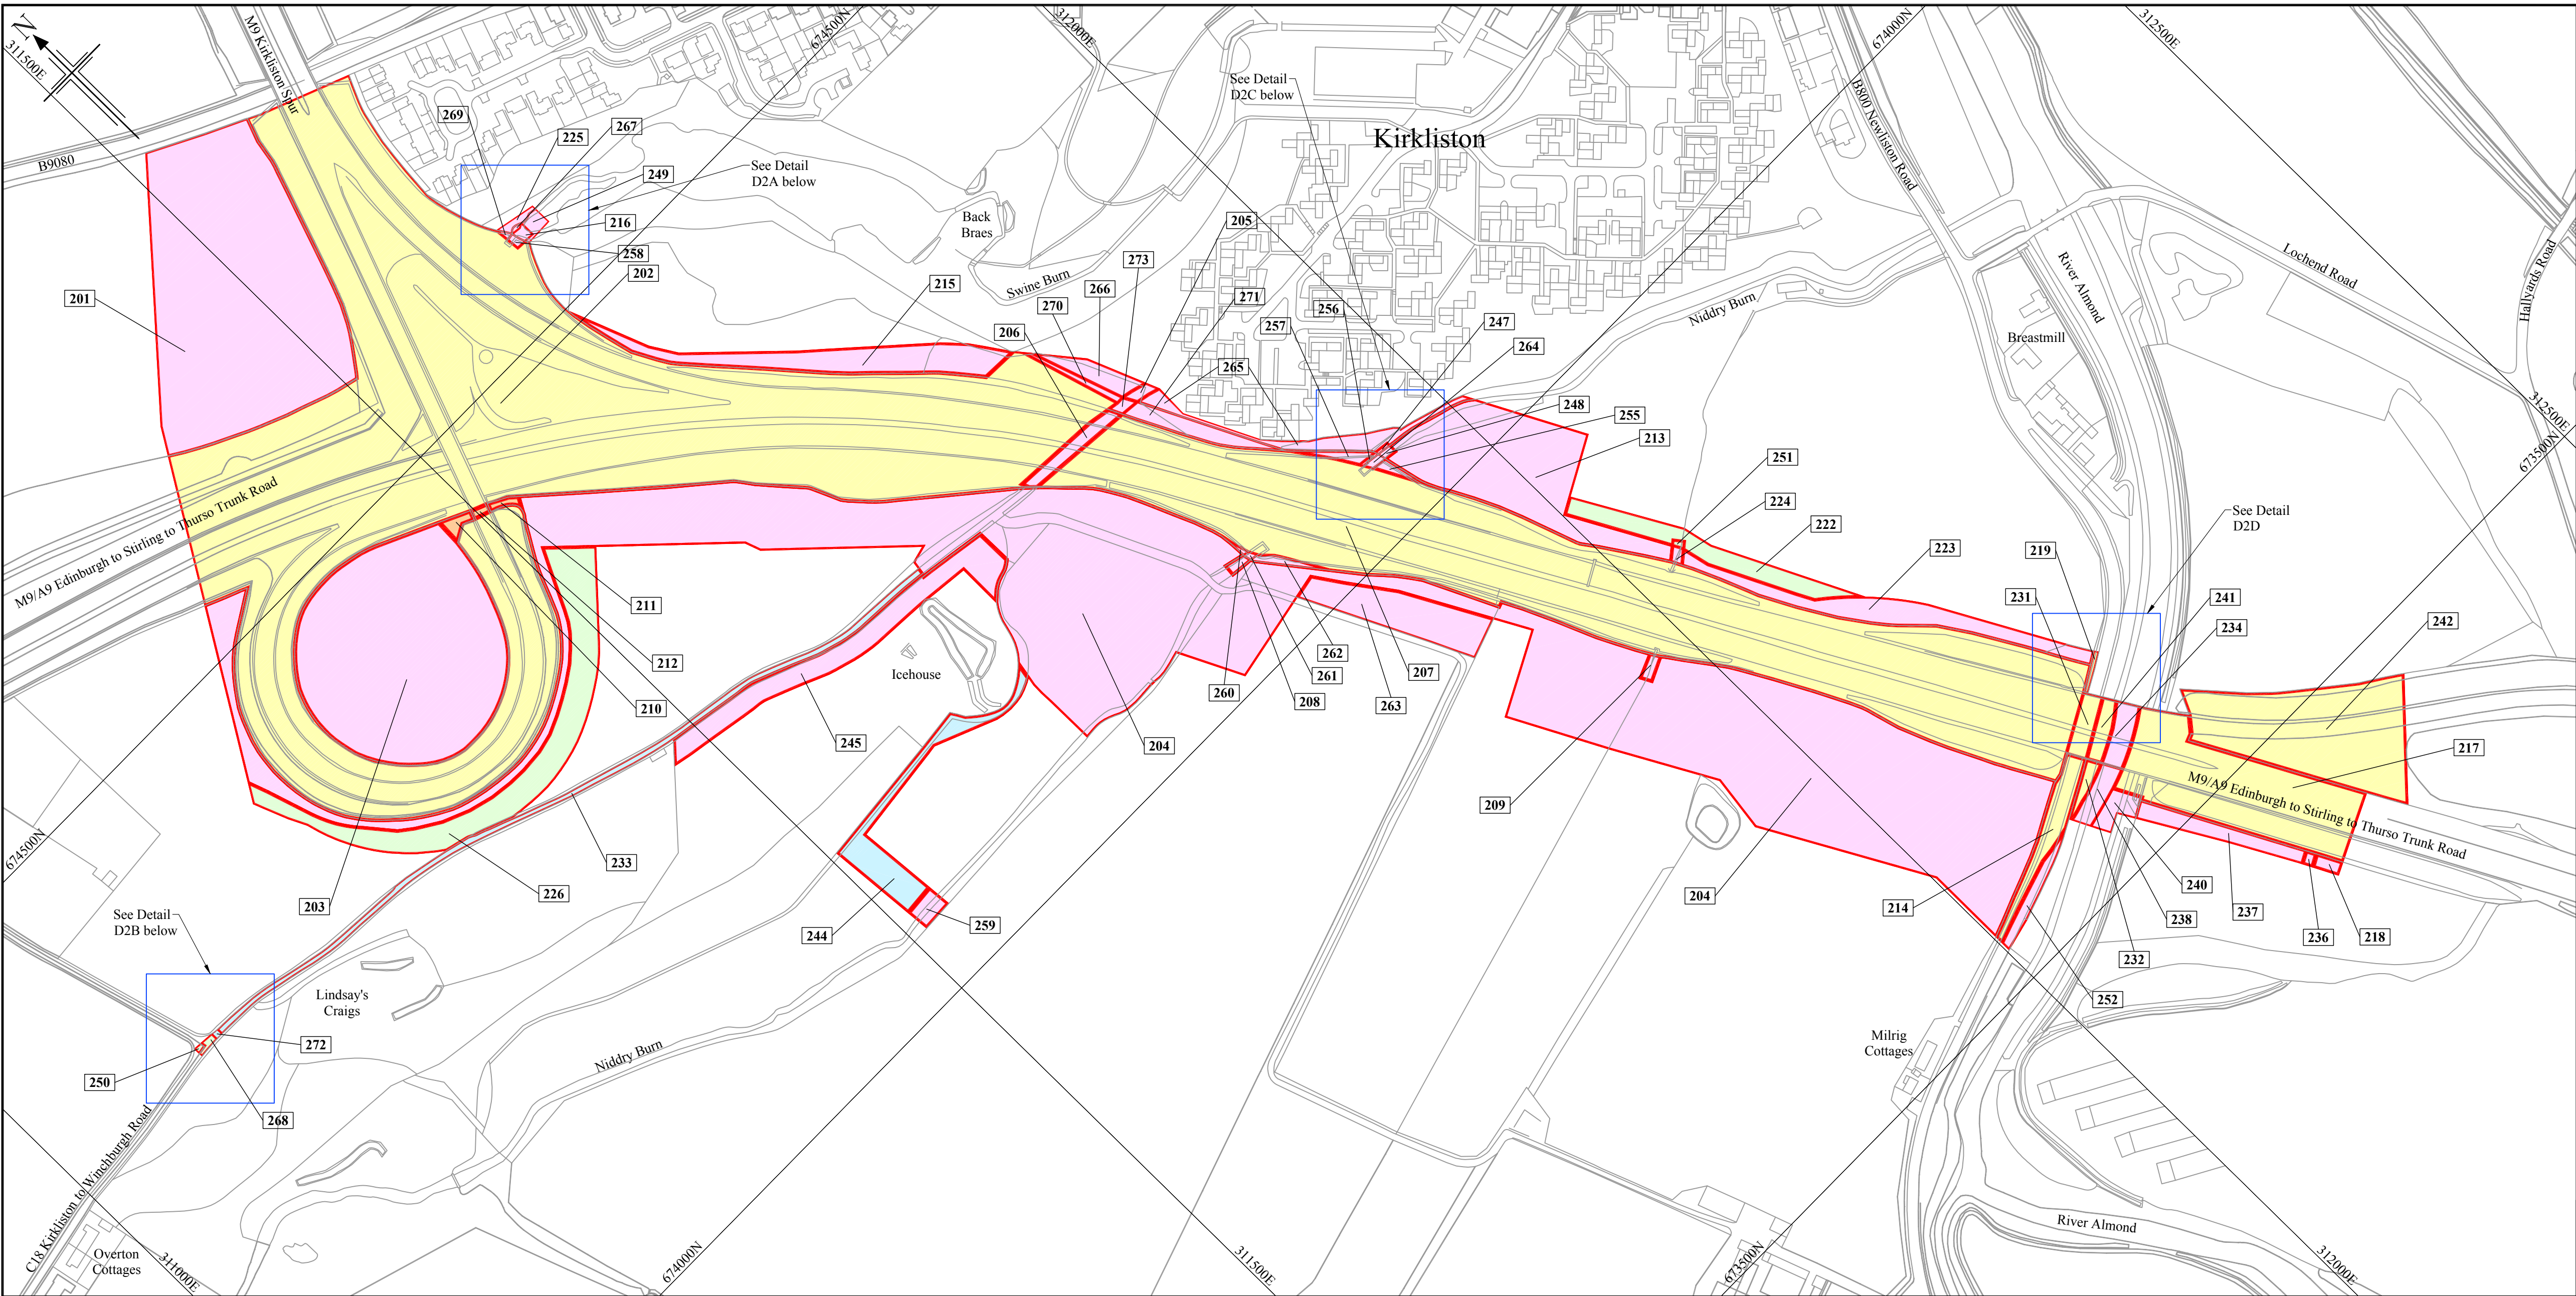 N
311500E
M9 Kirkliston Spur
674500N
312000E
674000N
312500E
B9080
269
225
267
249
216
258
202
See Detail
D2A below
See Detail
D2C below
Kirkliston
B800 Newliston Road
Back
Braes
Swine Burn
205
273
266
270
271
206
215
201
265
257
256
247
264
248
255
213
251
224
222
223
219
231
Niddry Burn
River Almond
Breastmill
Lochend Road
Hallyards Road
312500E
673500N
See Detail
D2D
241
234
242
217
M9/A9 Edinburgh to Stirling to Thurso Trunk Road
M9/A9 Edinburgh to Stirling to Thurso Trunk Road
211
212
210
Icehouse
245
204
260
208
261
262
263
207
209
204
214
232
238
240
237
236
218
252
203
226
233
244
259
674500N
See Detail
D2B below
Lindsay's
Craigs
272
250
268
C18 Kirkliston to Winchburgh Road
Niddry Burn
Overton
Cottages
311000E
674000N
311500E
673500N
Milrig
Cottages
River Almond
312000E